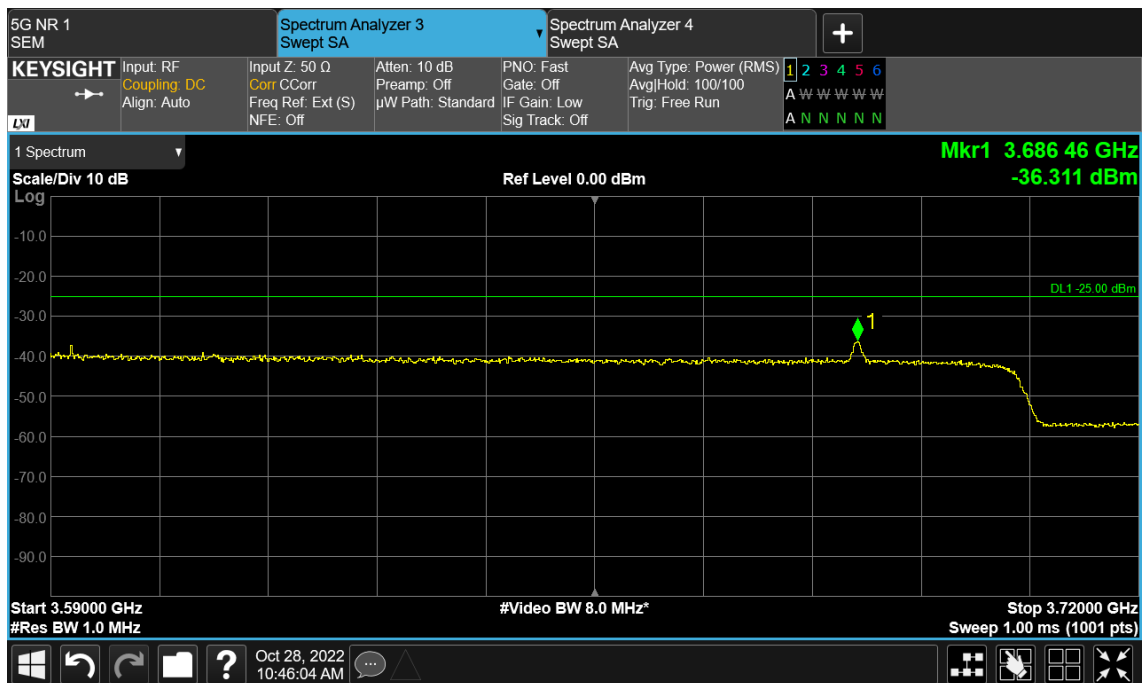 5G NR 1
SEM
Spectrum Analyzer 3
Swept SA
Spectrum Analyzer 4
Swept SA
+
KEYSIGHT
LXI
Input: RF
Coupling: DC
Align: Auto
Input Z: 50 Ω
Corr CCorr
Freq Ref: Ext (S)
NFE: Off
Atten: 10 dB
Preamp: Off
µW Path: Standard
PNO: Fast
Gate: Off
IF Gain: Low
Sig Track: Off
Avg Type: Power (RMS)
Avg|Hold: 100/100
Trig: Free Run
1 2 3 4 5 6
A W W W W W
A N N N N N
1 Spectrum
Mkr1 3.686 46 GHz
-36.311 dBm
Scale/Div 10 dB
Ref Level 0.00 dBm
Log
-10.0
-20.0
DL1 -25.00 dBm
-30.0
1
-40.0
-50.0
-60.0
-70.0
-80.0
-90.0
Start 3.59000 GHz
#Video BW 8.0 MHz*
Stop 3.72000 GHz
#Res BW 1.0 MHz
Sweep 1.00 ms (1001 pts)
?
Oct 28, 2022
10:46:04 AM